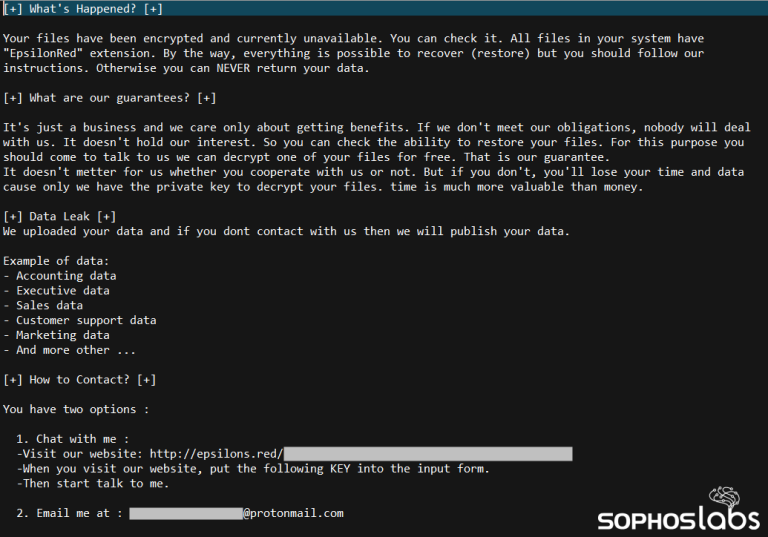 [+] What's Happened? [+]
Your files have been encrypted and currently unavailable. You can check it. All files in your system have
"EpsilonRed" extension. By the way, everything is possible to recover (restore) but you should follow our
instructions. Otherwise you can NEVER return your data.
[+] What are our guarantees? [+]
It's just a business and we care only about getting benefits. If we don't meet our obligations, nobody will deal
with us. It doesn't hold our interest. So you can check the ability to restore your files. For this purpose you
should come to talk to us we can decrypt one of your files for free. That is our guarantee.
It doesn't metter for us whether you cooperate with us or not. But if you don't, you'll lose your time and data
cause only we have the private key to decrypt your files. time is much more valuable than money.
[+] Data Leak [+]
We uploaded your data and if you dont contact with us then we will publish your data.
Example of data:
- Accounting data
- Executive data
- Sales data
- Customer support data
- Marketing data
- And more other ...
[+] How to Contact? [+]
You have two options :
1. Chat with me :
-Visit our website: http://epsilons.red/
-When you visit our website, put the following KEY into the input form.
-Then start talk to me.
2. Email me at : @protonmail.com
SOPHOSlabs